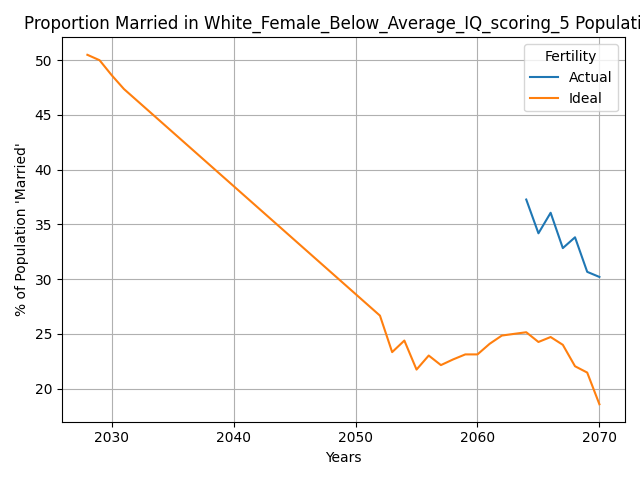 Proportion Married in White_Female_Below_Average_IQ_scoring_5 Populati
Fertility
Actual
Ideal
% of Population 'Married'
50
45
40
35
30
25
20
2030
2040
2050
2060
2070
Years